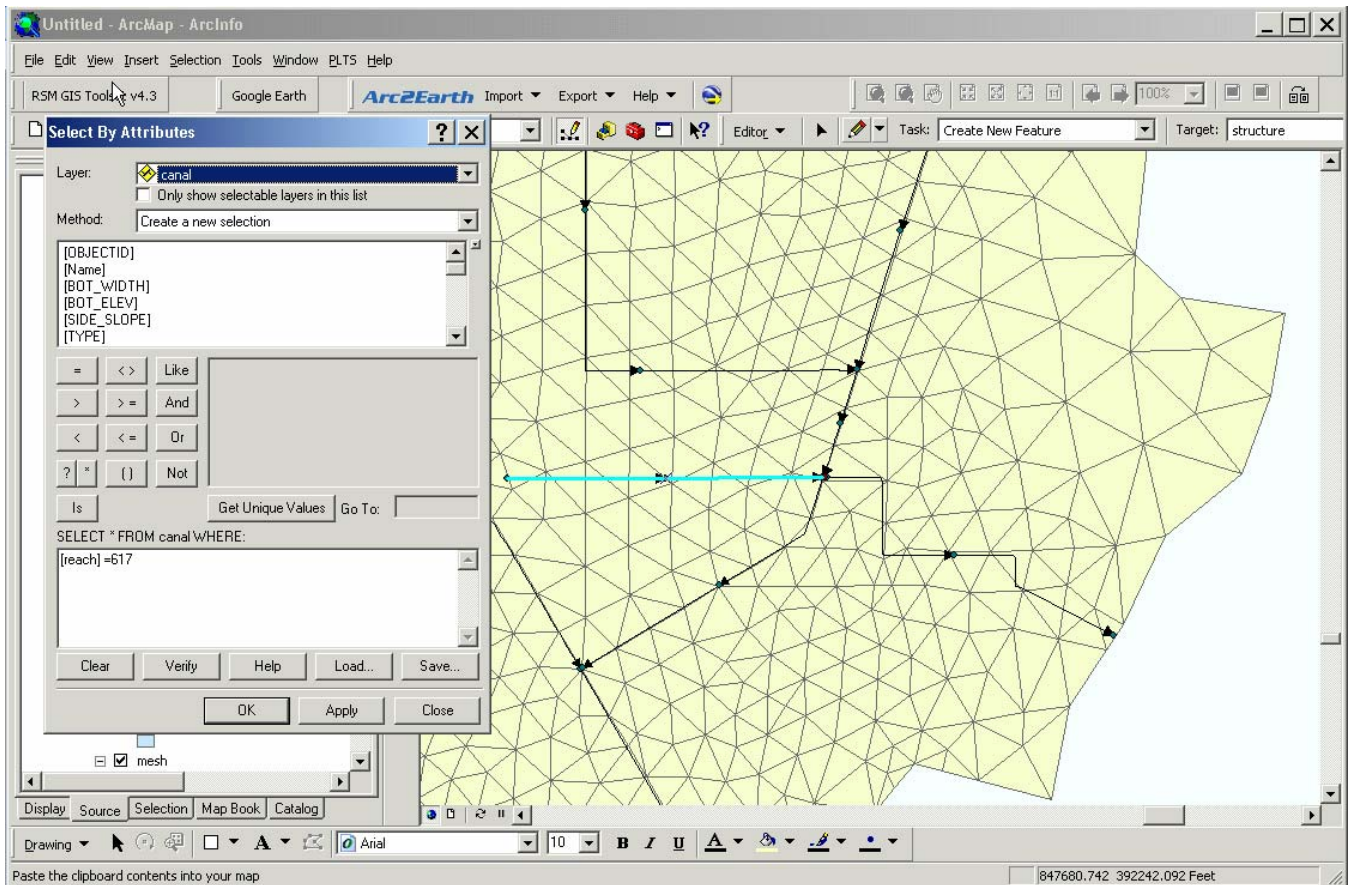 Untitled - ArcMap - ArcInfo
File Edit View Insert Selection Tools Window PLTS Help
RSM GIS Toolbar v4.3
Google Earth
Arc2Earth Import Export Help
100%
Editor
Task: Create New Feature
Target: structure
Select By Attributes
Layer: canal
Only show selectable layers in this list
Method: Create a new selection
[OBJECTID]
[Name]
[BOT_WIDTH]
[BOT_ELEV]
[SIDE_SLOPE]
[TYPE]
= < > Like
> > = And
< < = Or
? * ( ) Not
Is
Get Unique Values Go To:
SELECT * FROM canal WHERE:
[reach] =617
Clear Verify Help Load... Save...
OK Apply Close
mesh
Display Source Selection Map Book Catalog
Drawing A Arial 10 B I U A
Paste the clipboard contents into your map
847680.742 392242.092 Feet